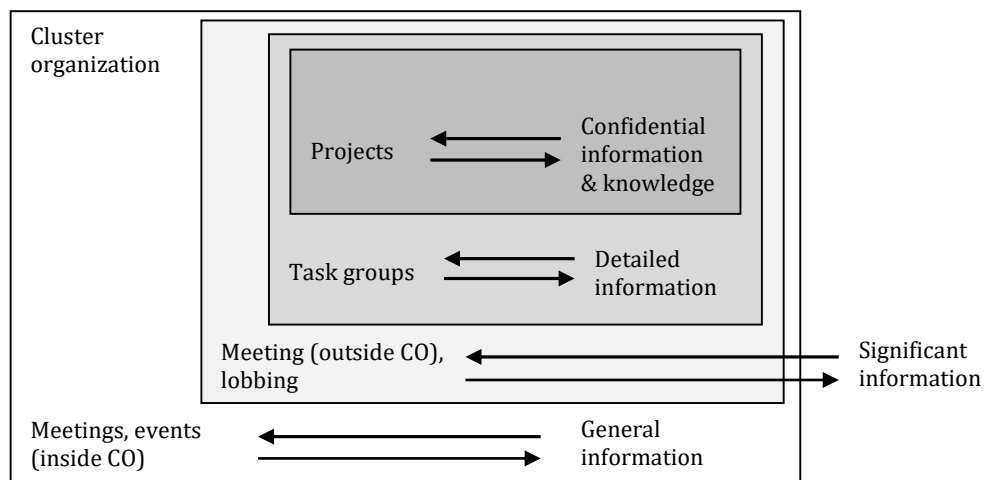 Cluster
organization
Projects
Confidential
information
& knowledge
Task groups
Detailed
information
Meeting (outside CO),
lobbing
Significant
information
Meetings, events
(inside CO)
General
information